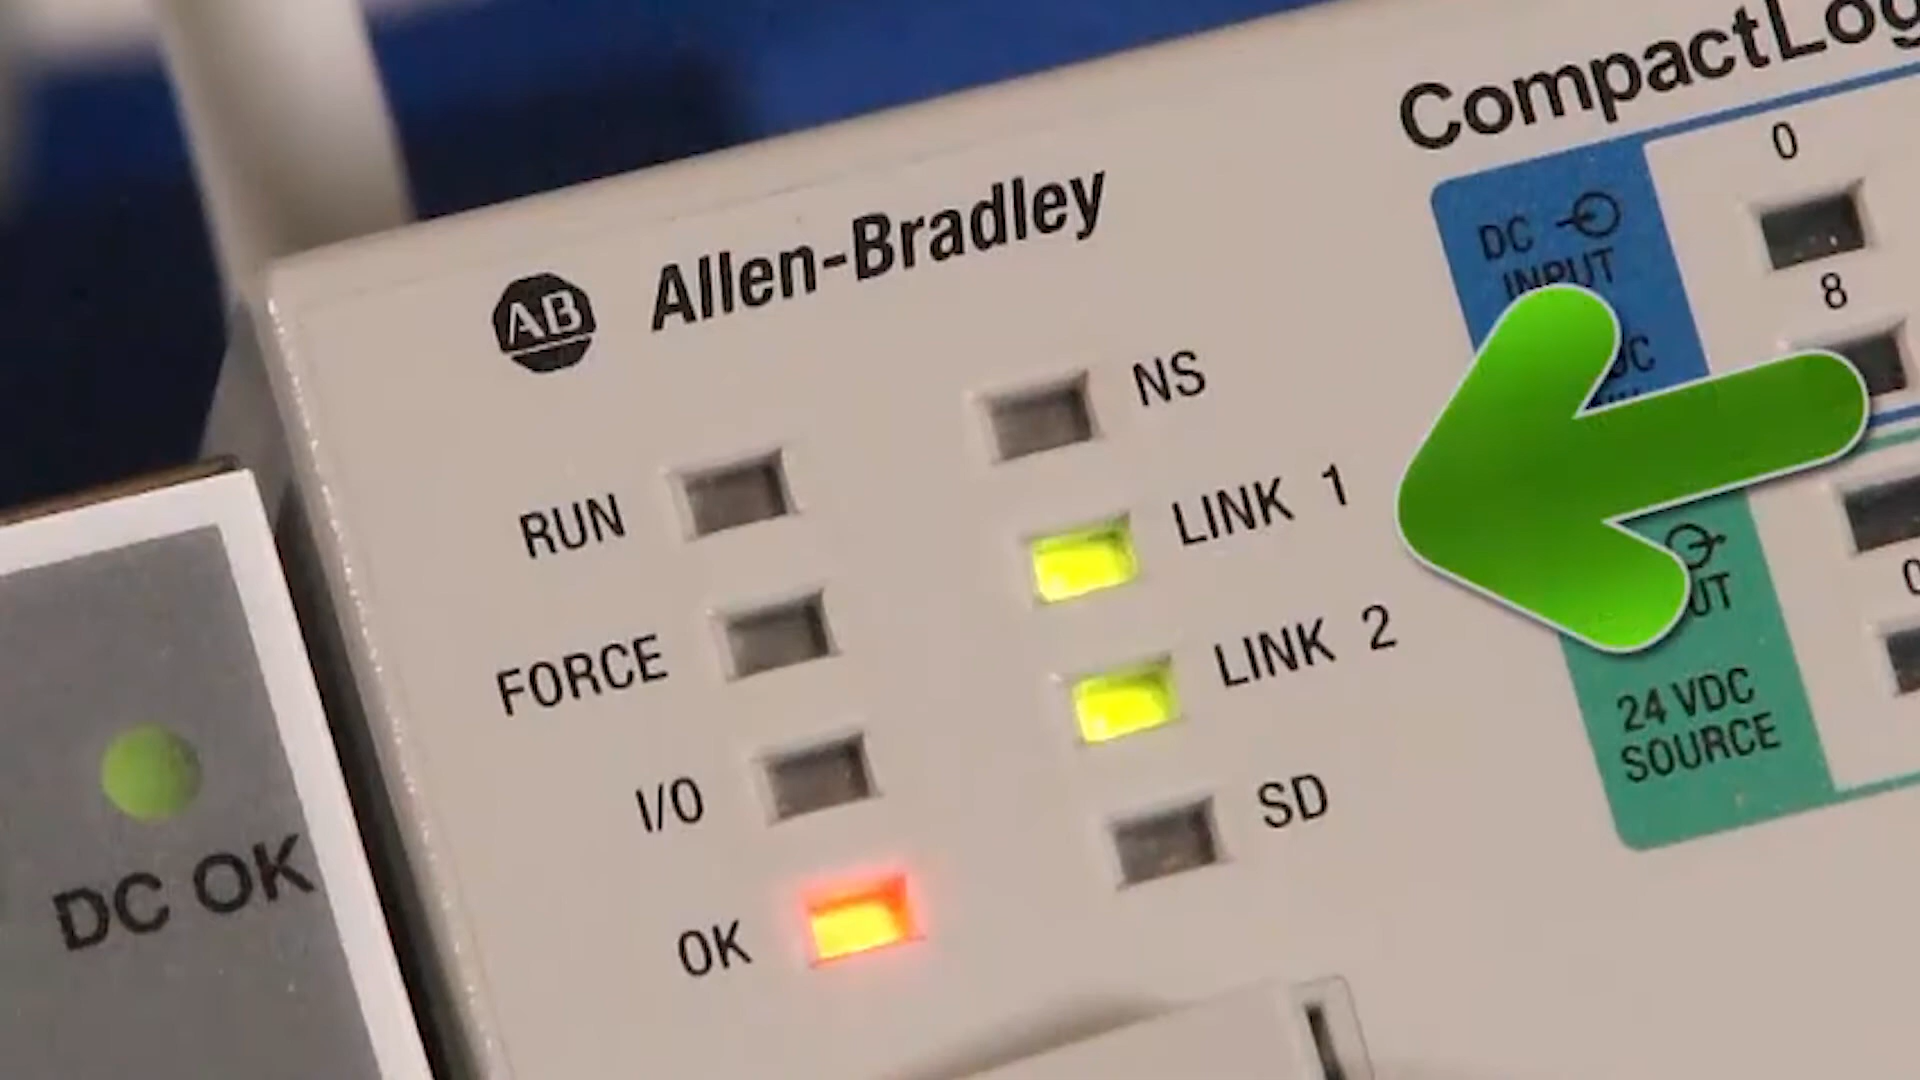 CompactLog
AB Allen-Bradley
0
DC
INPUT
8
NS
RUN
LINK 1
FORCE
LINK 2
I/O
SD
OK
24 VDC
SOURCE
DC OK